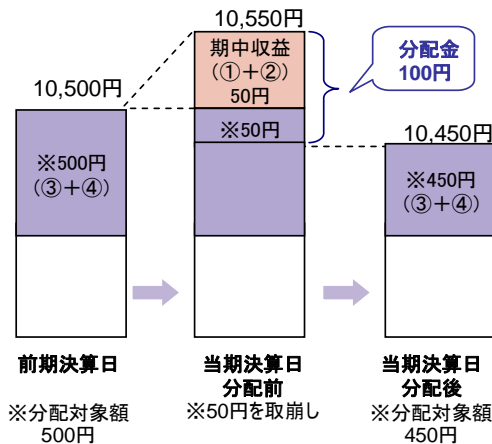 10,550円
期中収益
(①+②)
50円
分配金
100円
10,500円
※50円
10,450円
※500円
(③+④)
※450円
(③+④)
前期決算日
当期決算日
分配前
当期決算日
分配後
※分配対象額
500円
※50円を取崩し
※分配対象額
450円